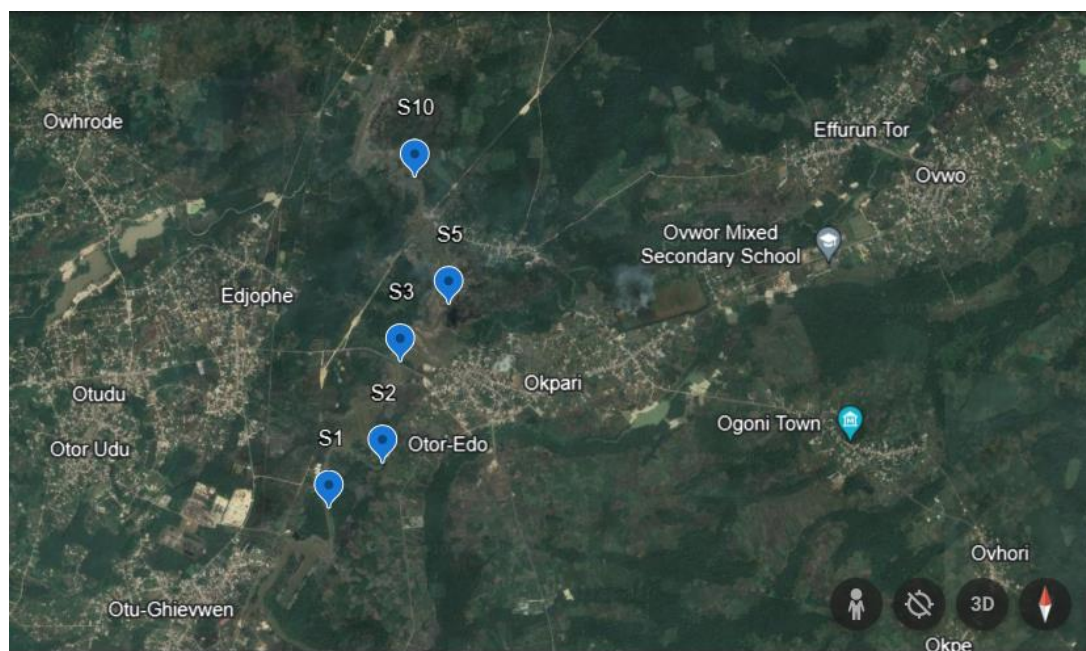 S10
Owhrode
Effurun Tor
Ovwo
Ovwor Mixed
Secondary School
S5
S3
Edjophe
Okpari
S2
Otudu
Ogoni Town
S1
Otor-Edo
Otor Udu
Ovhori
3D
Otu-Ghievwen
Okpe